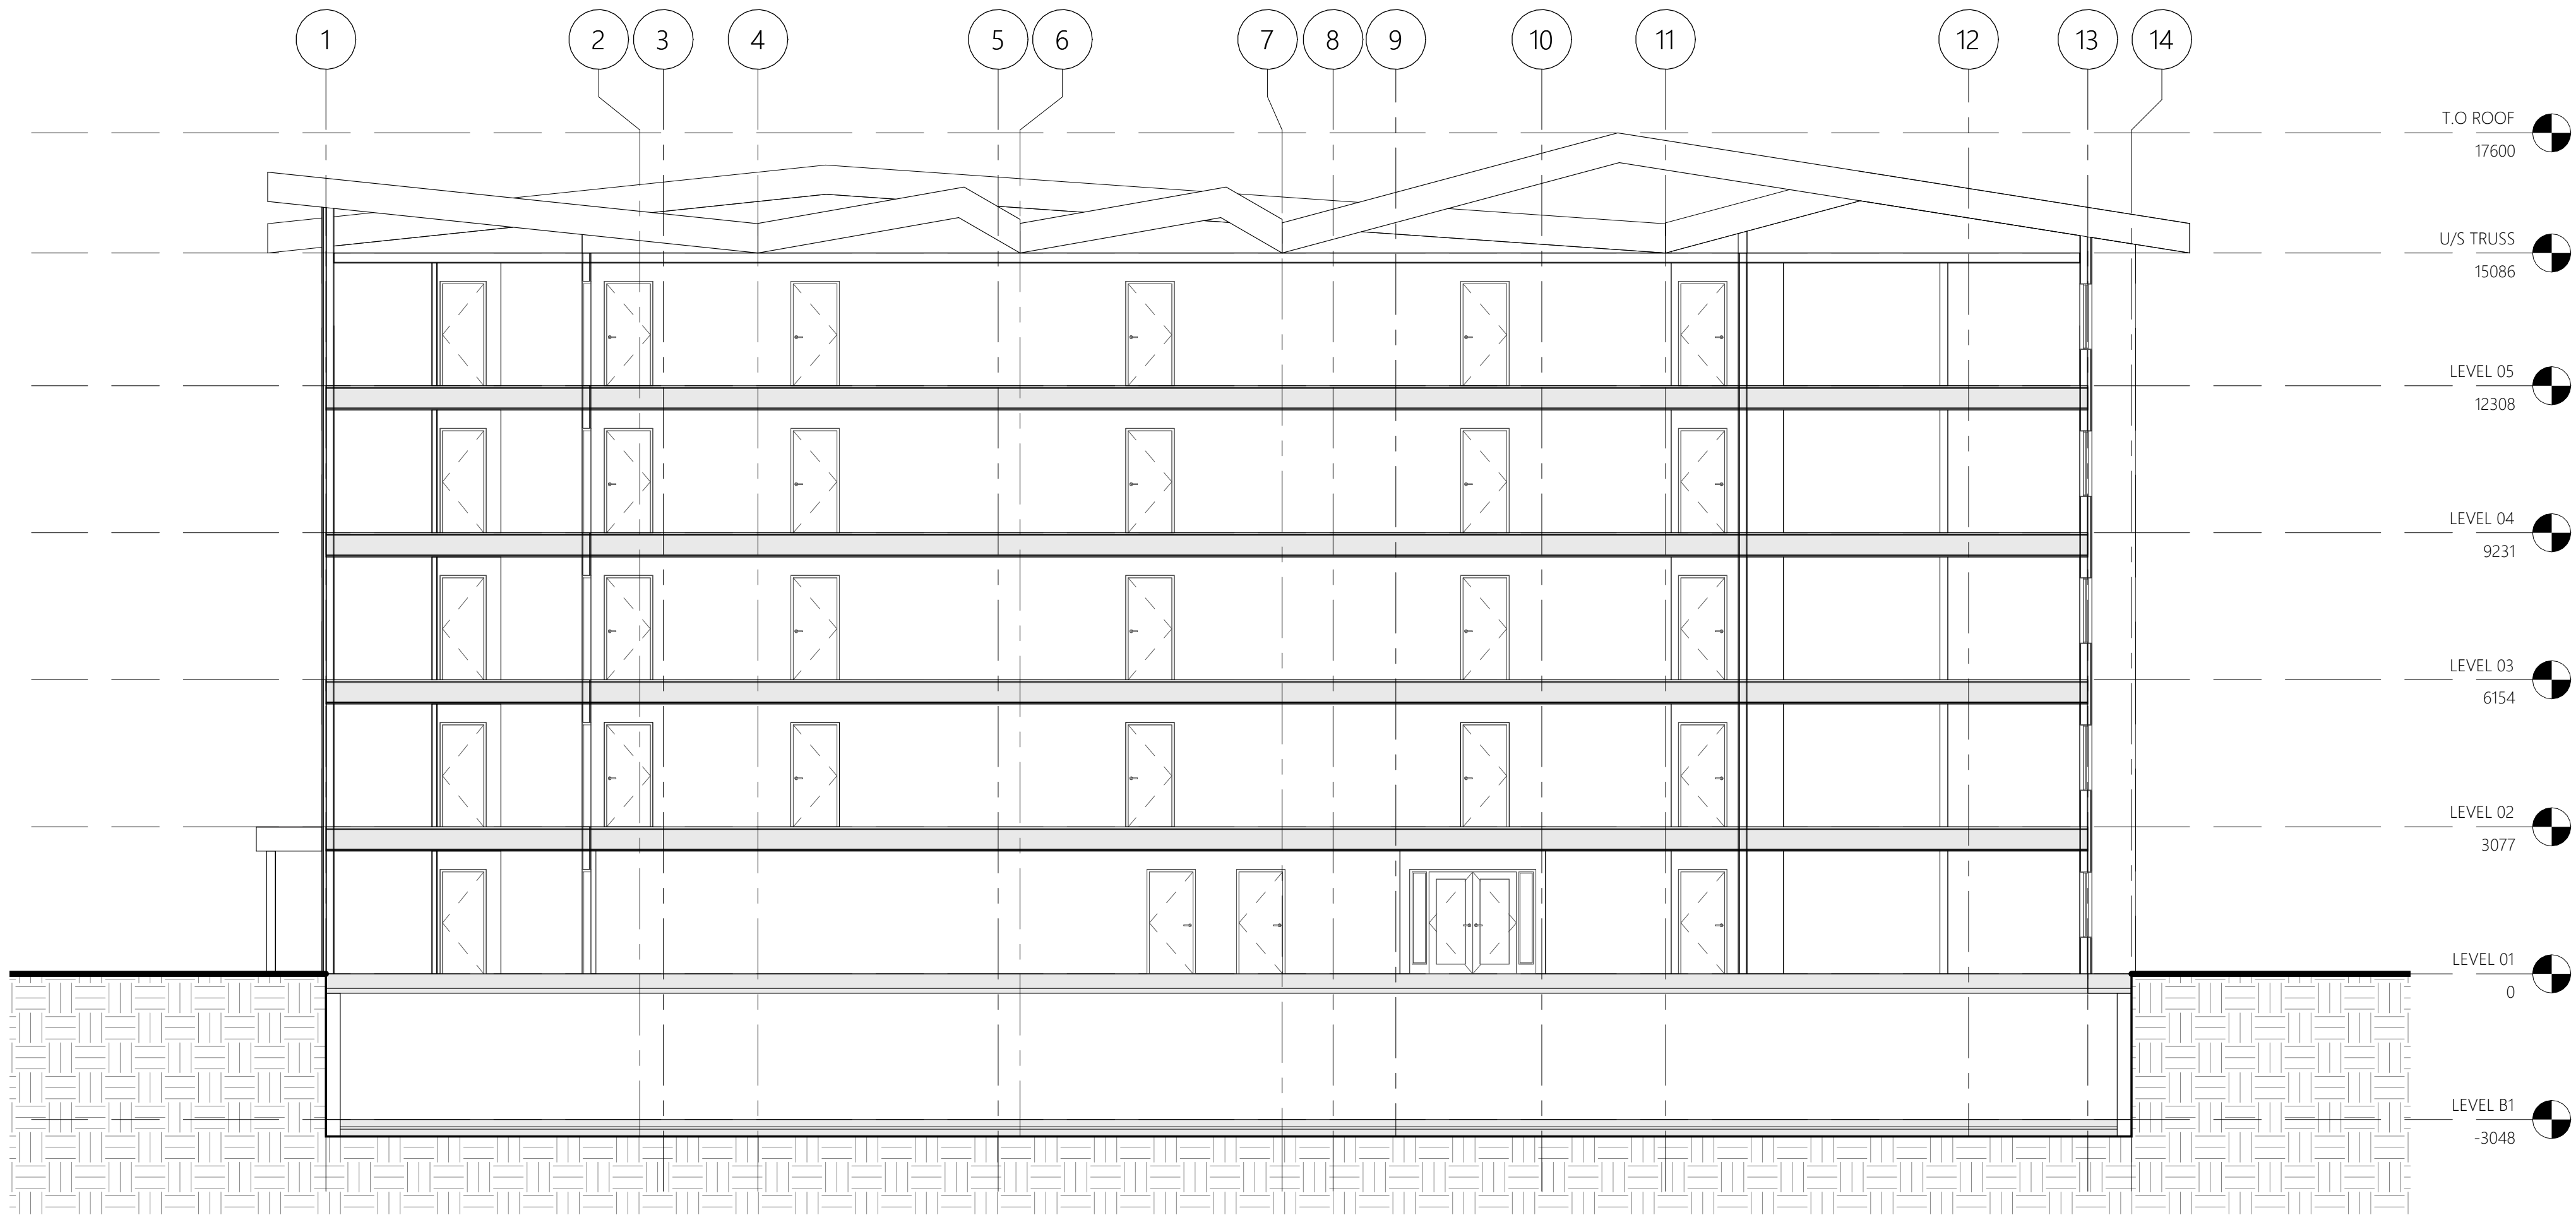 1 2 3 4 5 6 7 8 9 10 11 12 13 14
T.O ROOF
17600
U/S TRUSS
15086
LEVEL 05
12308
LEVEL 04
9231
LEVEL 03
6154
LEVEL 02
3077
LEVEL 01
0
LEVEL B1
-3048